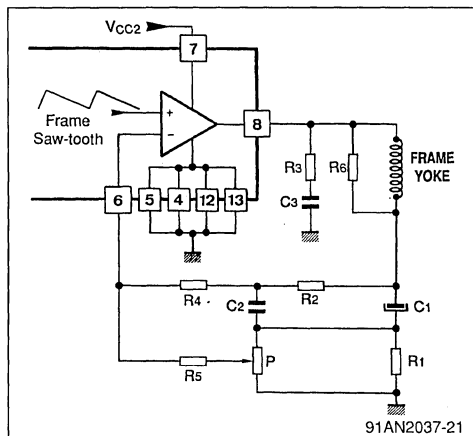 VCC2
7
Frame
Saw-tooth
+
−
8
6
5
4
12
13
R3
C3
R6
FRAME
YOKE
R4
C2
R2
C1
R5
P
R1
91AN2037-21